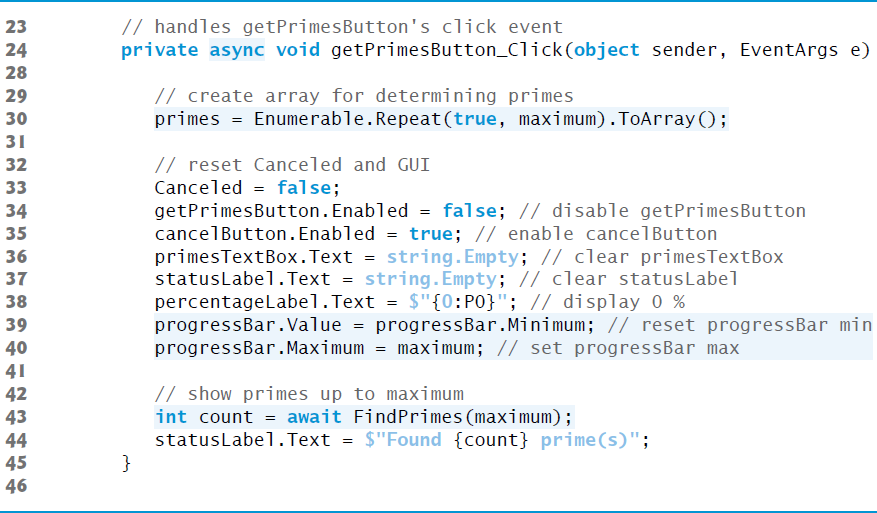 23 // handles getPrimesButton's click event
24 private async void getPrimesButton_Click(object sender, EventArgs e)
28
29 // create array for determining primes
30 primes = Enumerable.Repeat(true, maximum).ToArray();
31
32 // reset Canceled and GUI
33 Canceled = false;
34 getPrimesButton.Enabled = false; // disable getPrimesButton
35 cancelButton.Enabled = true; // enable cancelButton
36 primesTextBox.Text = string.Empty; // clear primesTextBox
37 statusLabel.Text = string.Empty; // clear statusLabel
38 percentageLabel.Text = $"{0:P0}"; // display 0 %
39 progressBar.Value = progressBar.Minimum; // reset progressBar min
40 progressBar.Maximum = maximum; // set progressBar max
41
42 // show primes up to maximum
43 int count = await FindPrimes(maximum);
44 statusLabel.Text = $"Found {count} prime(s)";
45 }
46